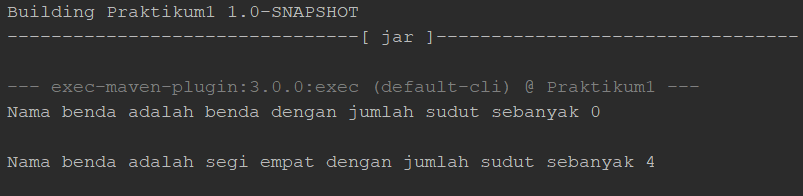 Building Praktikum1 1.0-SNAPSHOT
--------------------------------[ jar ]---------------------------------

--- exec-maven-plugin:3.0.0:exec (default-cli) @ Praktikum1 ---
Nama benda adalah benda dengan jumlah sudut sebanyak 0

Nama benda adalah segi empat dengan jumlah sudut sebanyak 4